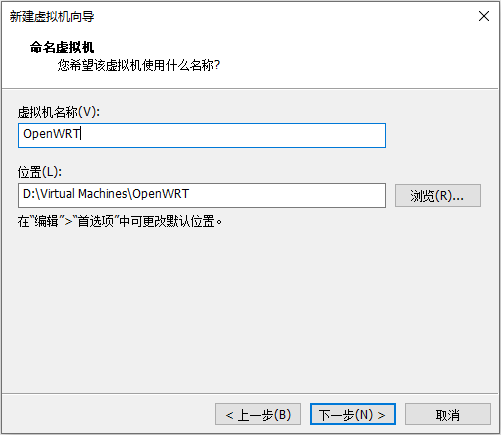 新建虚拟机向导
命名虚拟机
您希望该虚拟机使用什么名称?
虚拟机名称(V):
OpenWRT
位置(L):
D:\Virtual Machines\OpenWRT
浏览(R)...
在“编辑”>“首选项”中可更改默认位置。
< 上一步(B)
下一步(N) >
取消